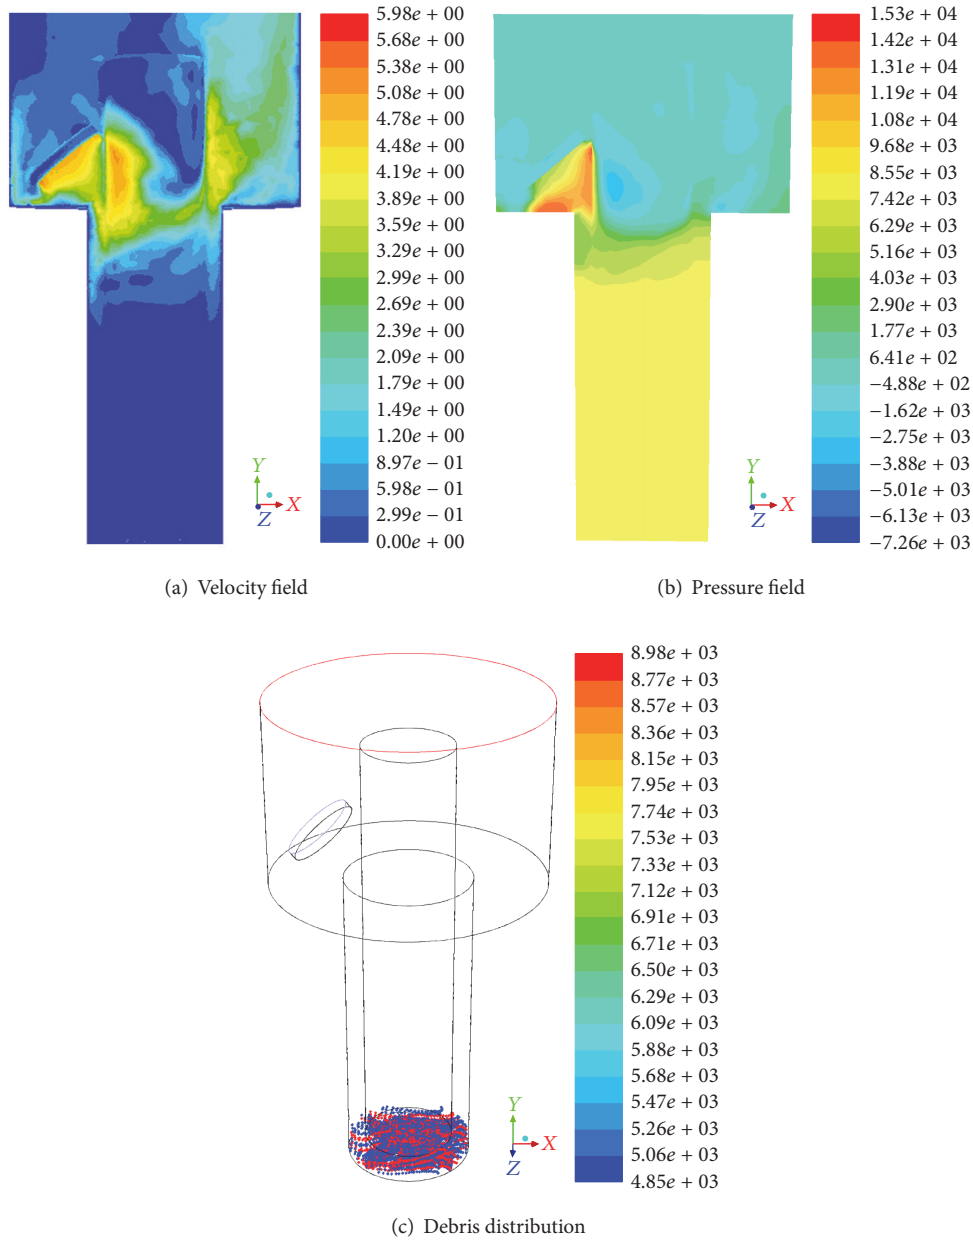 5.98e + 00
5.68e + 00
5.38e + 00
5.08e + 00
4.78e + 00
4.48e + 00
4.19e + 00
3.89e + 00
3.59e + 00
3.29e + 00
2.99e + 00
2.69e + 00
2.39e + 00
2.09e + 00
1.79e + 00
1.49e + 00
1.20e + 00
8.97e − 01
5.98e − 01
2.99e − 01
0.00e + 00
Y
X
Z
(a) Velocity field
1.53e + 04
1.42e + 04
1.31e + 04
1.19e + 04
1.08e + 04
9.68e + 03
8.55e + 03
7.42e + 03
6.29e + 03
5.16e + 03
4.03e + 03
2.90e + 03
1.77e + 03
6.41e + 02
−4.88e + 02
−1.62e + 03
−2.75e + 03
−3.88e + 03
−5.01e + 03
−6.13e + 03
−7.26e + 03
Y
X
Z
(b) Pressure field
8.98e + 03
8.77e + 03
8.57e + 03
8.36e + 03
8.15e + 03
7.95e + 03
7.74e + 03
7.53e + 03
7.33e + 03
7.12e + 03
6.91e + 03
6.71e + 03
6.50e + 03
6.29e + 03
6.09e + 03
5.88e + 03
5.68e + 03
5.47e + 03
5.26e + 03
5.06e + 03
4.85e + 03
Y
X
Z
(c) Debris distribution